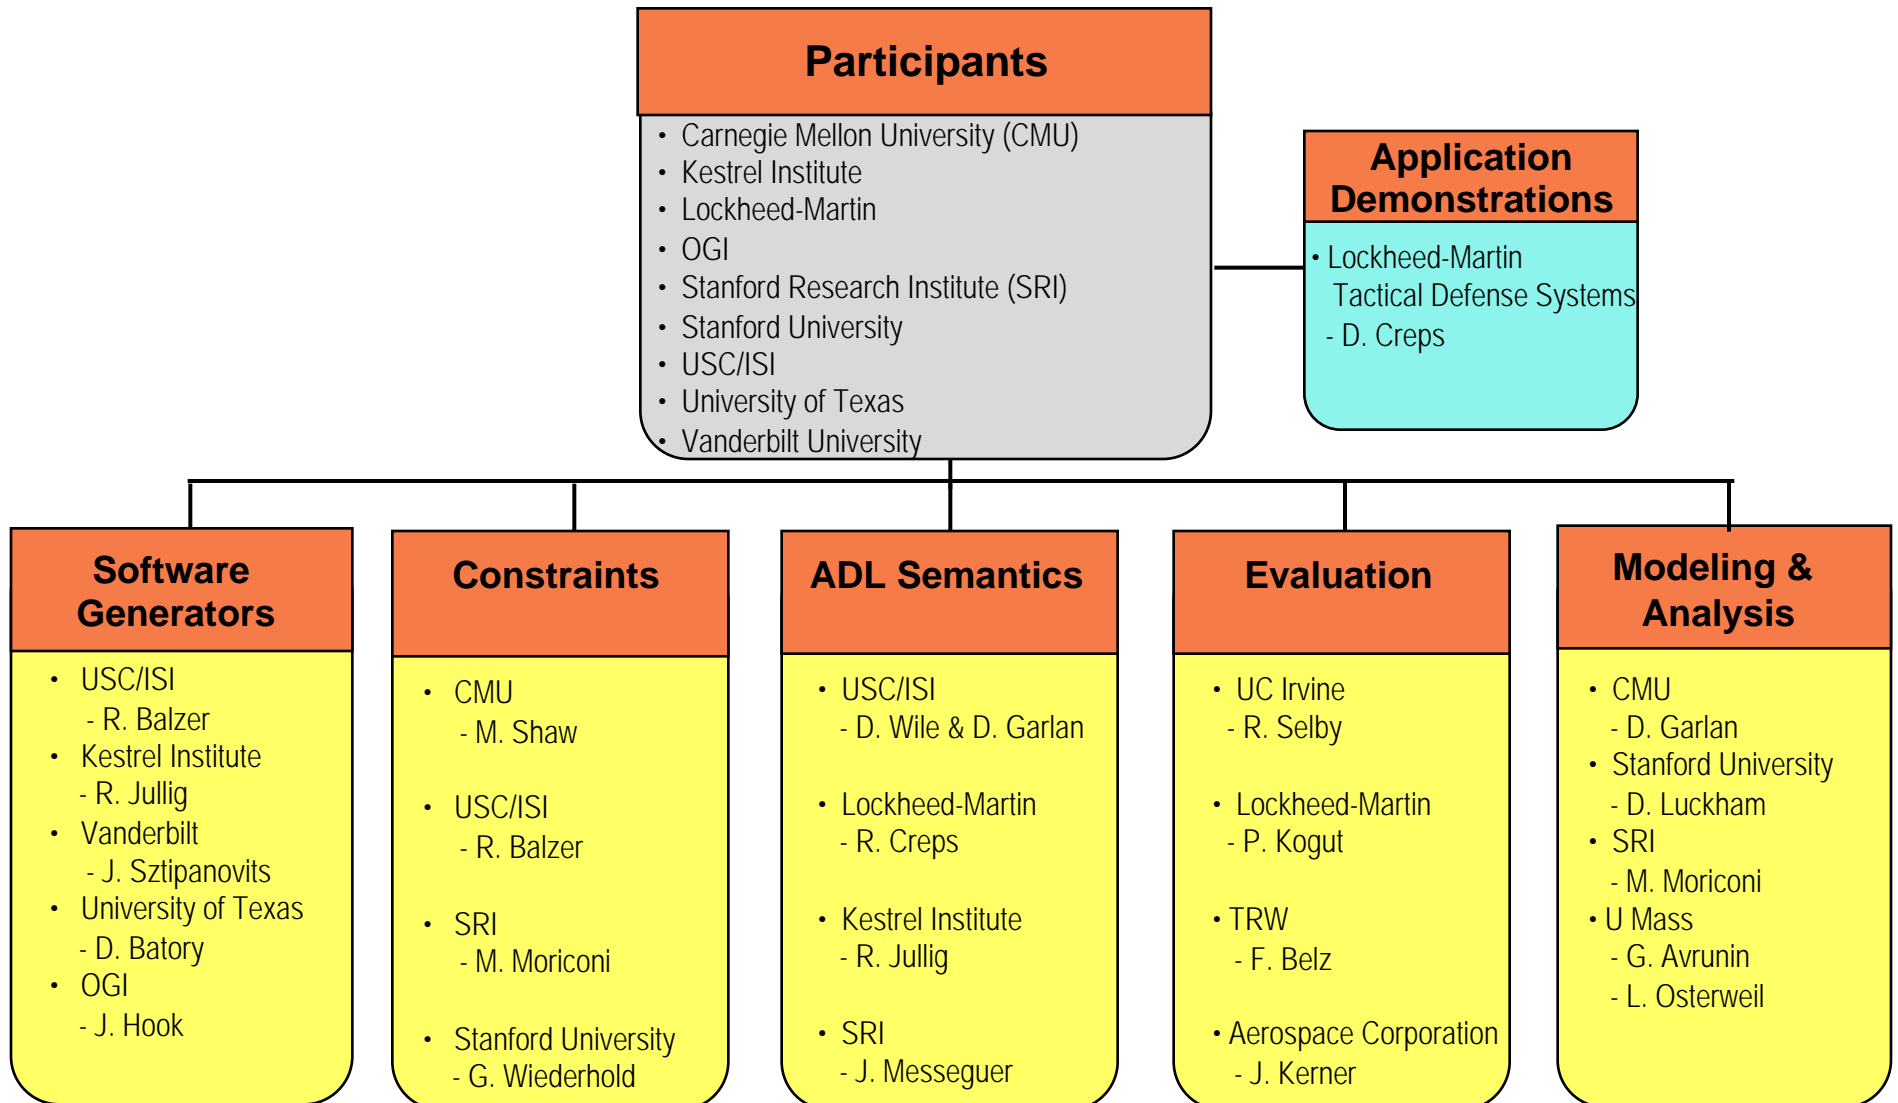 Participants
• Carnegie Mellon University (CMU)
• Kestrel Institute
• Lockheed-Martin
• OGI
• Stanford Research Institute (SRI)
• Stanford University
• USC/ISI
• University of Texas
• Vanderbilt University
Application
Demonstrations
• Lockheed-Martin
Tactical Defense Systems
- D. Creps
Software
Generators
• USC/ISI
- R. Balzer
• Kestrel Institute
- R. Jullig
• Vanderbilt
- J. Sztipanovits
• University of Texas
- D. Batory
• OGI
- J. Hook
Constraints
• CMU
- M. Shaw
• USC/ISI
- R. Balzer
• SRI
- M. Moriconi
• Stanford University
- G. Wiederhold
ADL Semantics
• USC/ISI
- D. Wile & D. Garlan
• Lockheed-Martin
- R. Creps
• Kestrel Institute
- R. Jullig
• SRI
- J. Messeguer
Evaluation
• UC Irvine
- R. Selby
• Lockheed-Martin
- P. Kogut
• TRW
- F. Belz
• Aerospace Corporation
- J. Kerner
Modeling &
Analysis
• CMU
- D. Garlan
• Stanford University
- D. Luckham
• SRI
- M. Moriconi
• U Mass
- G. Avrunin
- L. Osterweil